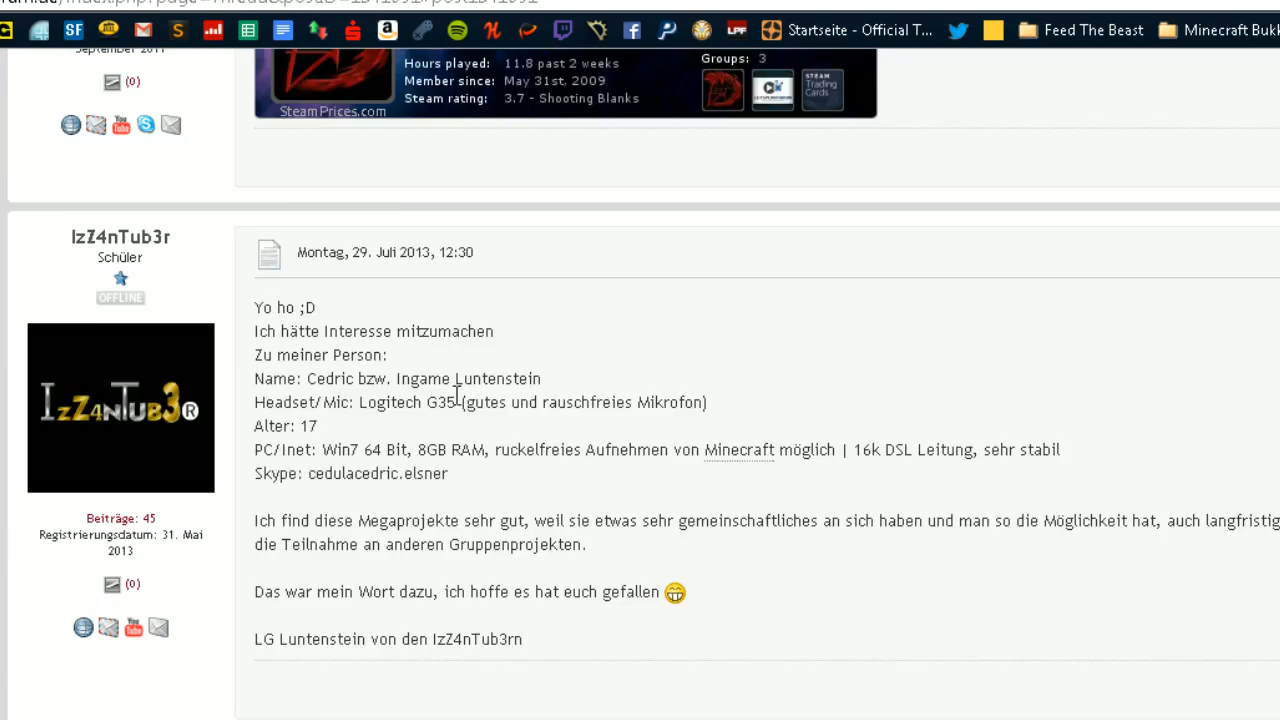 SF
LPF
Startseite - Official T...
Feed The Beast
Minecraft Bukk
September 2011
(0)
Hours played: 11.8 past 2 weeks
Member since: May 31st, 2009
Steam rating: 3.7 - Shooting Blanks
SteamPrices.com
Groups: 3
STEAM
Trading
Cards
IzZ4nTub3r
Schüler
OFFLINE
IzZ4nTub3®
Beiträge: 45
Registrierungsdatum: 31. Mai
2013
(0)
Montag, 29. Juli 2013, 12:30
Yo ho ;D
Ich hätte Interesse mitzumachen
Zu meiner Person:
Name: Cedric bzw. Ingame Luntenstein
Headset/Mic: Logitech G35 (gutes und rauschfreies Mikrofon)
Alter: 17
PC/Inet: Win7 64 Bit, 8GB RAM, ruckelfreies Aufnehmen von Minecraft möglich | 16k DSL Leitung, sehr stabil
Skype: cedulacedric.elsner
Ich find diese Megaprojekte sehr gut, weil sie etwas sehr gemeinschaftliches an sich haben und man so die Möglichkeit hat, auch langfristig
die Teilnahme an anderen Gruppenprojekten.
Das war mein Wort dazu, ich hoffe es hat euch gefallen
LG Luntenstein von den IzZ4nTub3rn